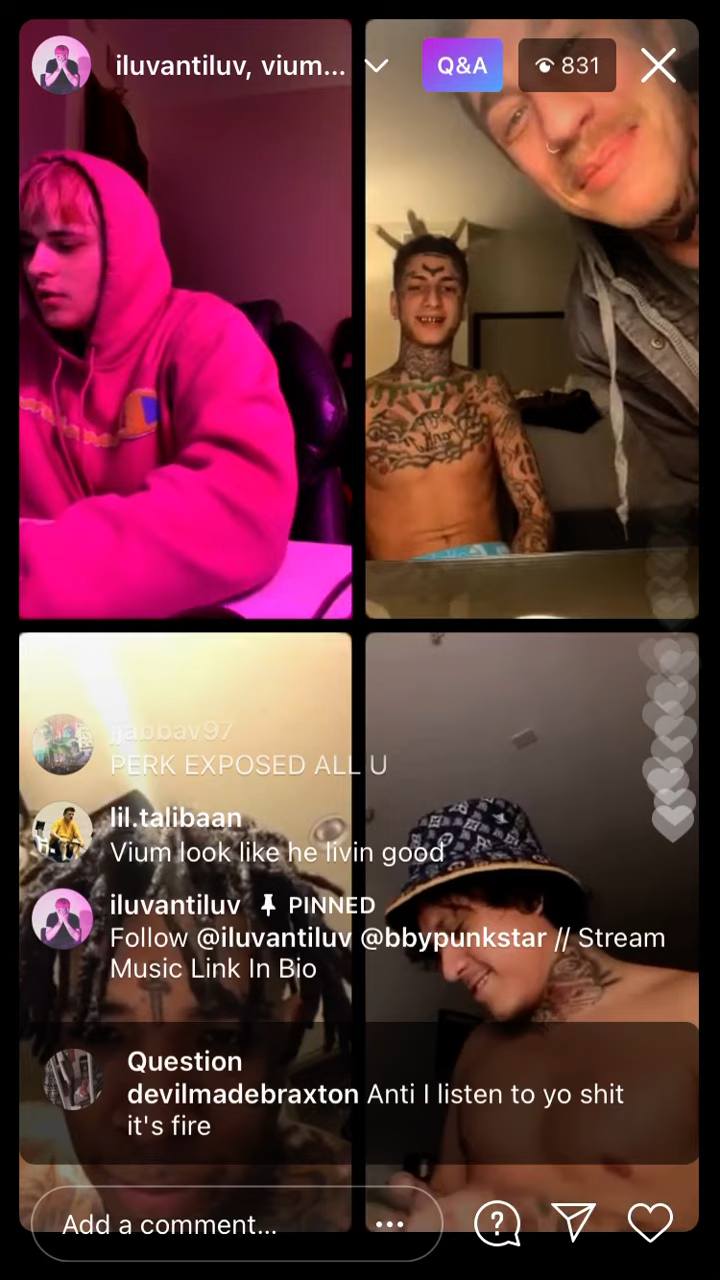 iluvantiluv, vium...
Q&A
831
jjabbav97
PERK EXPOSED ALL U
lil.talibaan
Vium look like he livin good
iluvantiluv PINNED
Follow @iluvantiluv @bbypunkstar // Stream
Music Link In Bio
Question
devilmadebraxton Anti I listen to yo shit
it's fire
Add a comment...